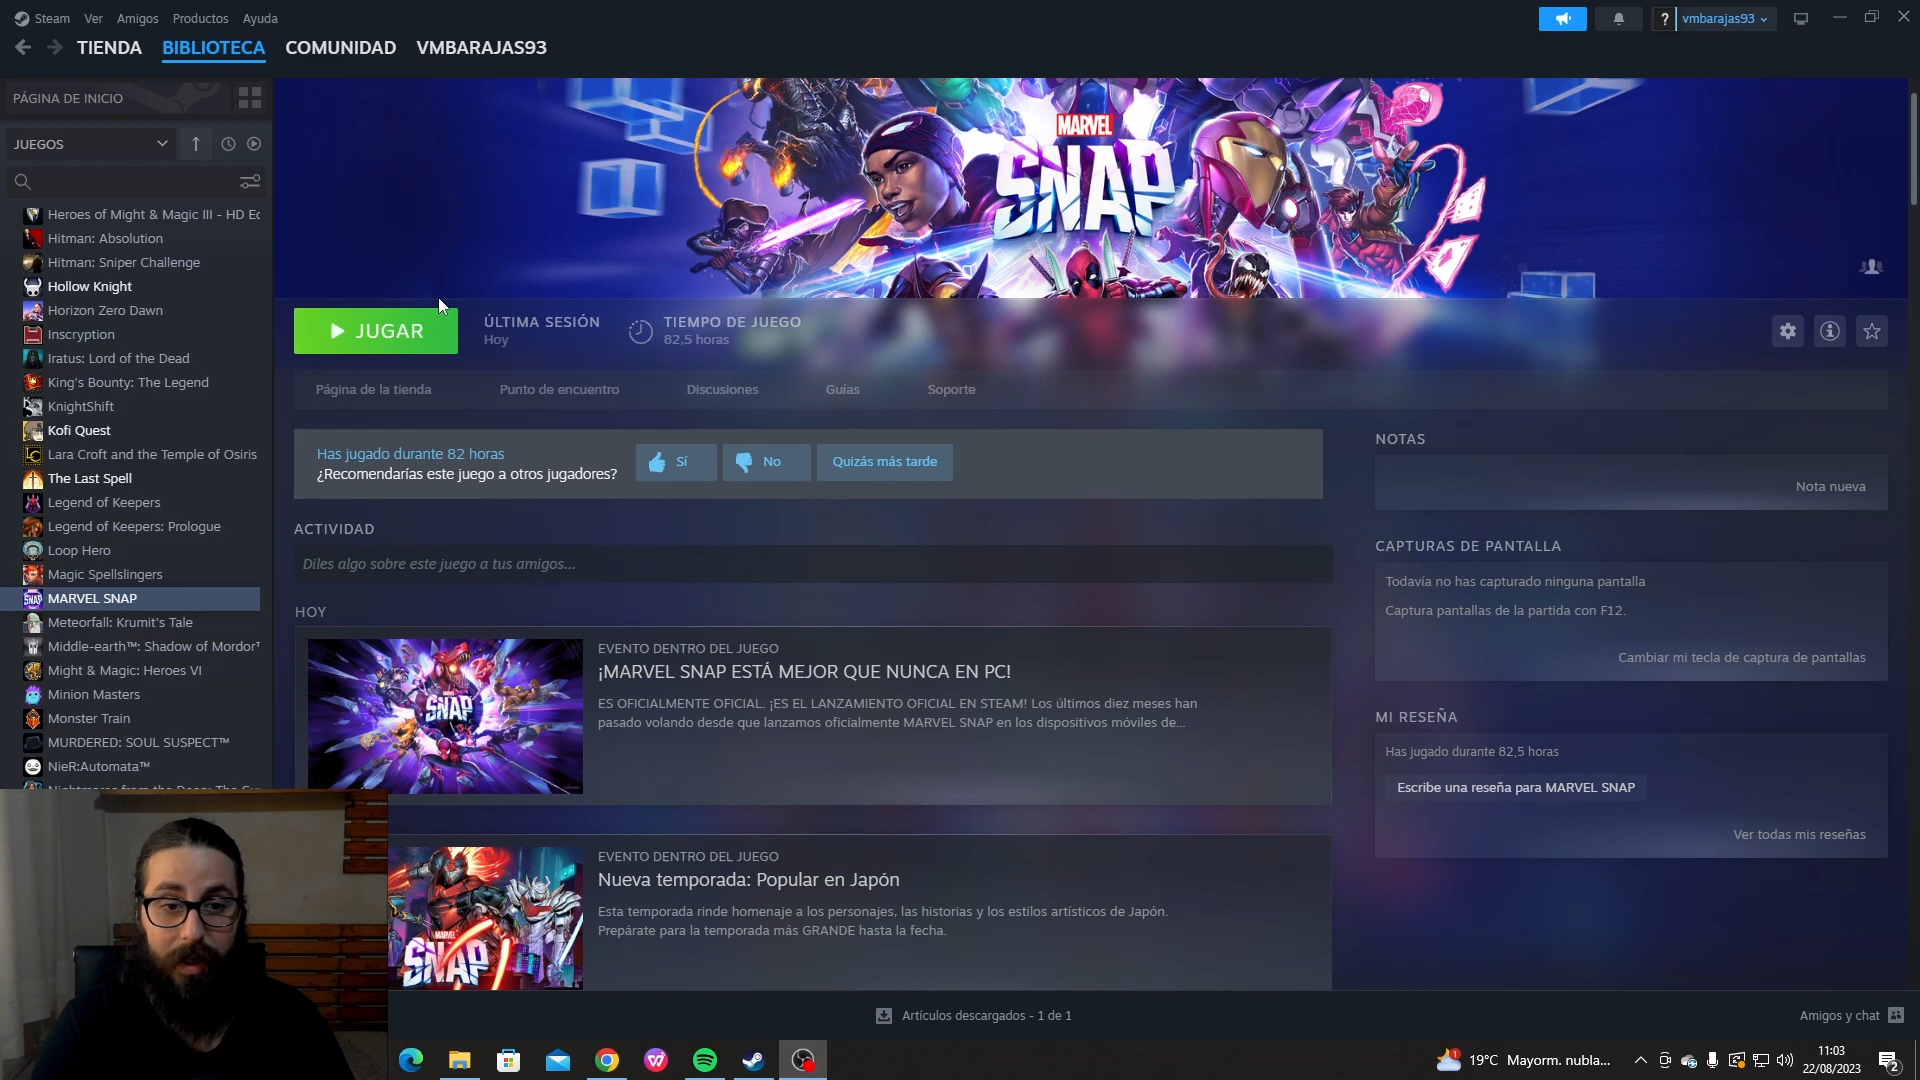 Steam Ver Amigos Productos Ayuda
? vmbarajas93
TIENDA BIBLIOTECA COMUNIDAD VMBARAJAS93
PÁGINA DE INICIO
JUEGOS
Heroes of Might & Magic III - HD Ec
Hitman: Absolution
Hitman: Sniper Challenge
Hollow Knight
Horizon Zero Dawn
Inscryption
Iratus: Lord of the Dead
King's Bounty: The Legend
KnightShift
Kofi Quest
Lara Croft and the Temple of Osiris
The Last Spell
Legend of Keepers
Legend of Keepers: Prologue
Loop Hero
Magic Spellslingers
MARVEL SNAP
Meteorfall: Krumit's Tale
Middle-earth™: Shadow of Mordor™
Might & Magic: Heroes VI
Minion Masters
Monster Train
MURDERED: SOUL SUSPECT™
NieR:Automata™
MARVEL
SNAP
JUGAR
ÚLTIMA SESIÓN
Hoy
TIEMPO DE JUEGO
82,5 horas
Página de la tienda Punto de encuentro Discusiones Guías Soporte
Has jugado durante 82 horas
¿Recomendarías este juego a otros jugadores?
Sí No Quizás más tarde
ACTIVIDAD
Diles algo sobre este juego a tus amigos...
HOY
SNAP
EVENTO DENTRO DEL JUEGO
¡MARVEL SNAP ESTÁ MEJOR QUE NUNCA EN PC!
ES OFICIALMENTE OFICIAL. ¡ES EL LANZAMIENTO OFICIAL EN STEAM! Los últimos diez meses han
pasado volando desde que lanzamos oficialmente MARVEL SNAP en los dispositivos móviles de...
MARVEL
SNAP
EVENTO DENTRO DEL JUEGO
Nueva temporada: Popular en Japón
Esta temporada rinde homenaje a los personajes, las historias y los estilos artísticos de Japón.
Prepárate para la temporada más GRANDE hasta la fecha.
NOTAS
Nota nueva
CAPTURAS DE PANTALLA
Todavía no has capturado ninguna pantalla
Captura pantallas de la partida con F12.
Cambiar mi tecla de captura de pantallas
MI RESEÑA
Has jugado durante 82,5 horas
Escribe una reseña para MARVEL SNAP
Ver todas mis reseñas
Artículos descargados - 1 de 1
Amigos y chat
1 19°C Mayorm. nubla...
11:03
22/08/2023
2